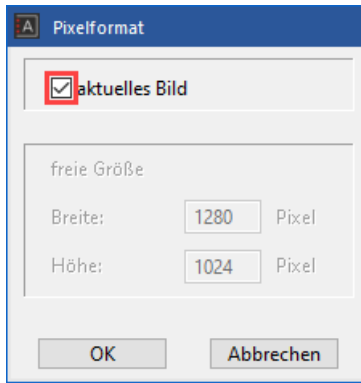 A Pixelformat
aktuelles Bild
freie Größe
Breite: 1280 Pixel
Höhe: 1024 Pixel
OK Abbrechen